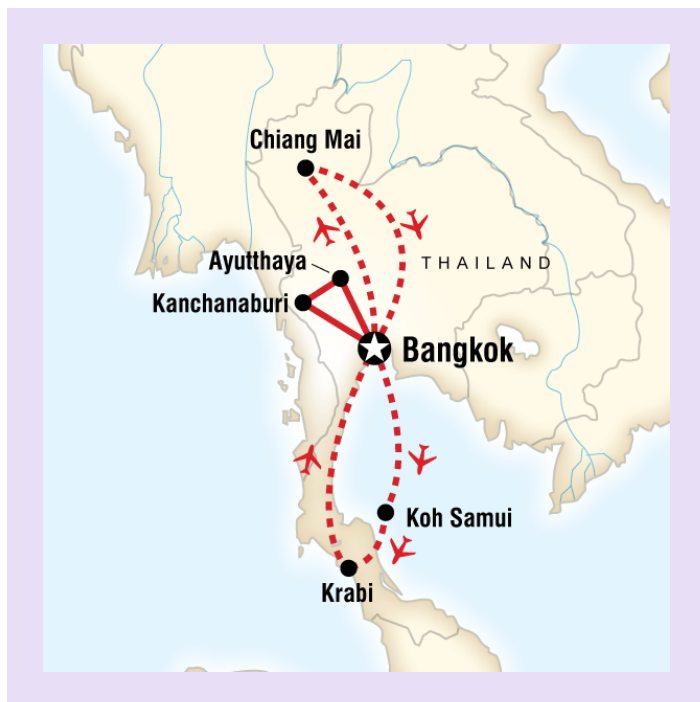 Chiang Mai
Ayutthaya
THAILAND
Kanchanaburi
Bangkok
Koh Samui
Krabi